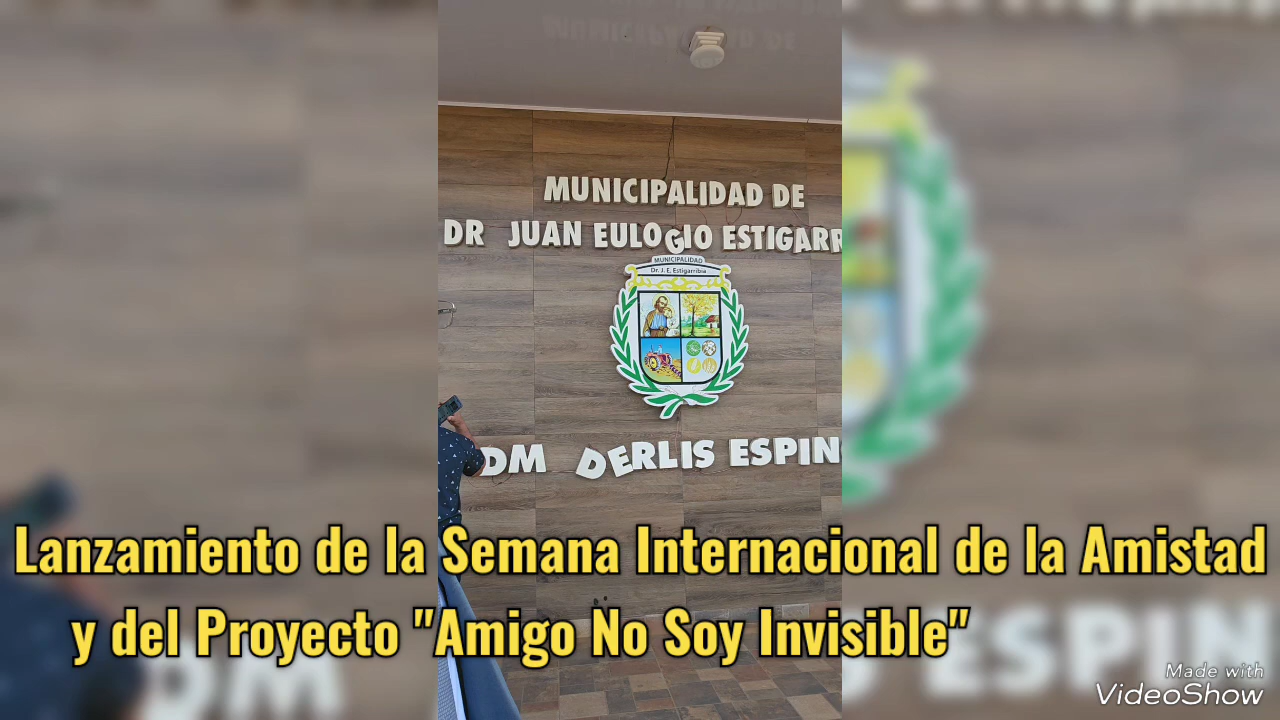 MUNICIPALIDAD DE
DR JUAN EULOGIO ESTIGARR
MUNICIPALIDAD
Dr. J. E. Estigarribia
DM DERLIS ESPIN
Lanzamiento de la Semana Internacional de la Amistad
y del Proyecto "Amigo No Soy Invisible"
Made with
VideoShow